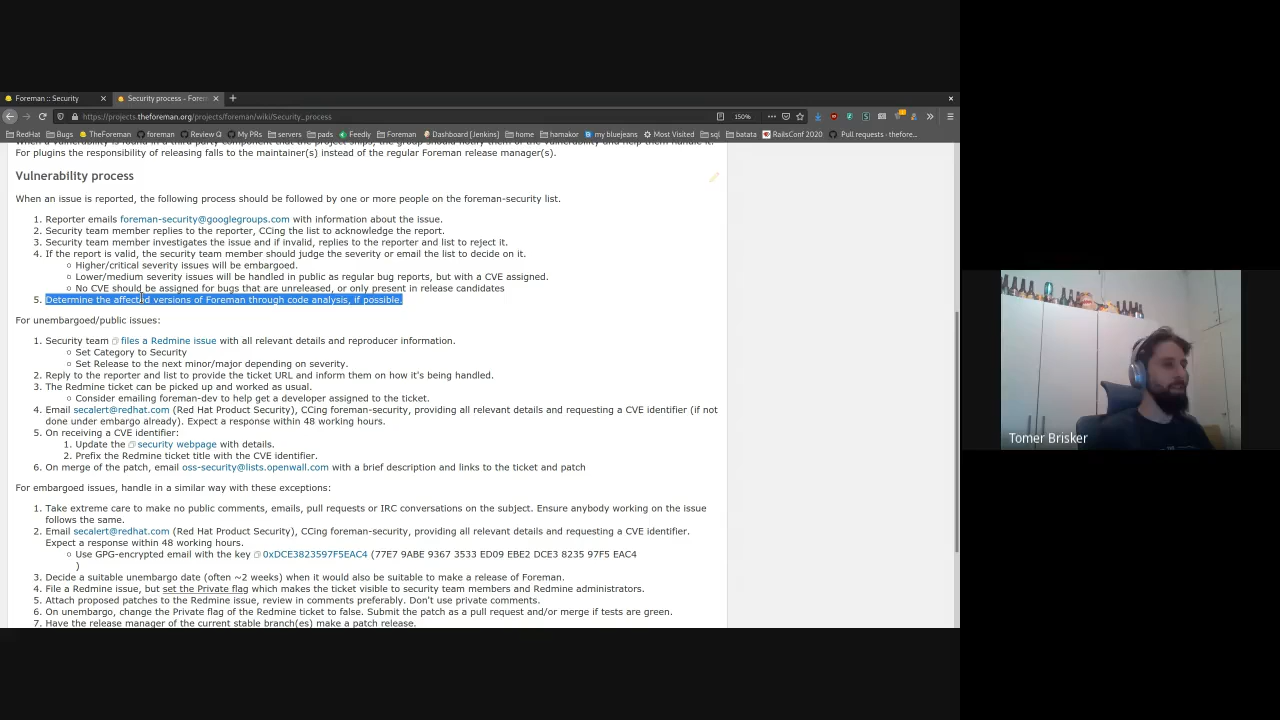 Foreman :: Security
Security process - Forem
https://projects.theforeman.org/projects/foreman/wiki/Security_process
150%
RedHat Bugs TheForeman foreman Review Q My PRs servers pads Feedly Foreman Dashboard [Jenkins] home hamakor my bluejeans Most Visited sql batata RailsConf 2020 Pull requests - thefore...
When a vulnerability is found in a third party component that the project ships, the group should notify them of the vulnerability and help them handle it.
For plugins the responsibility of releasing falls to the maintainer(s) instead of the regular Foreman release manager(s).
Vulnerability process
When an issue is reported, the following process should be followed by one or more people on the foreman-security list.
1. Reporter emails foreman-security@googlegroups.com with information about the issue.
2. Security team member replies to the reporter, CCing the list to acknowledge the report.
3. Security team member investigates the issue and if invalid, replies to the reporter and list to reject it.
4. If the report is valid, the security team member should judge the severity or email the list to decide on it.
Higher/critical severity issues will be embargoed.
Lower/medium severity issues will be handled in public as regular bug reports, but with a CVE assigned.
No CVE should be assigned for bugs that are unreleased, or only present in release candidates
5. Determine the affected versions of Foreman through code analysis, if possible.
For unembargoed/public issues:
1. Security team files a Redmine issue with all relevant details and reproducer information.
Set Category to Security
Set Release to the next minor/major depending on severity.
2. Reply to the reporter and list to provide the ticket URL and inform them on how it's being handled.
3. The Redmine ticket can be picked up and worked as usual.
Consider emailing foreman-dev to help get a developer assigned to the ticket.
4. Email secalert@redhat.com (Red Hat Product Security), CCing foreman-security, providing all relevant details and requesting a CVE identifier (if not
done under embargo already). Expect a response within 48 working hours.
5. On receiving a CVE identifier:
1. Update the security webpage with details.
2. Prefix the Redmine ticket title with the CVE identifier.
6. On merge of the patch, email oss-security@lists.openwall.com with a brief description and links to the ticket and patch
For embargoed issues, handle in a similar way with these exceptions:
1. Take extreme care to make no public comments, emails, pull requests or IRC conversations on the subject. Ensure anybody working on the issue
follows the same.
2. Email secalert@redhat.com (Red Hat Product Security), CCing foreman-security, providing all relevant details and requesting a CVE identifier.
Expect a response within 48 working hours.
Use GPG-encrypted email with the key 0xDCE3823597F5EAC4 (77E7 9ABE 9367 3533 ED09 EBE2 DCE3 8235 97F5 EAC4
)
3. Decide a suitable unembargo date (often ~2 weeks) when it would also be suitable to make a release of Foreman.
4. File a Redmine issue, but set the Private flag which makes the ticket visible to security team members and Redmine administrators.
5. Attach proposed patches to the Redmine issue, review in comments preferably. Don't use private comments.
6. On unembargo, change the Private flag of the Redmine ticket to false. Submit the patch as a pull request and/or merge if tests are green.
7. Have the release manager of the current stable branch(es) make a patch release.
Tomer Brisker